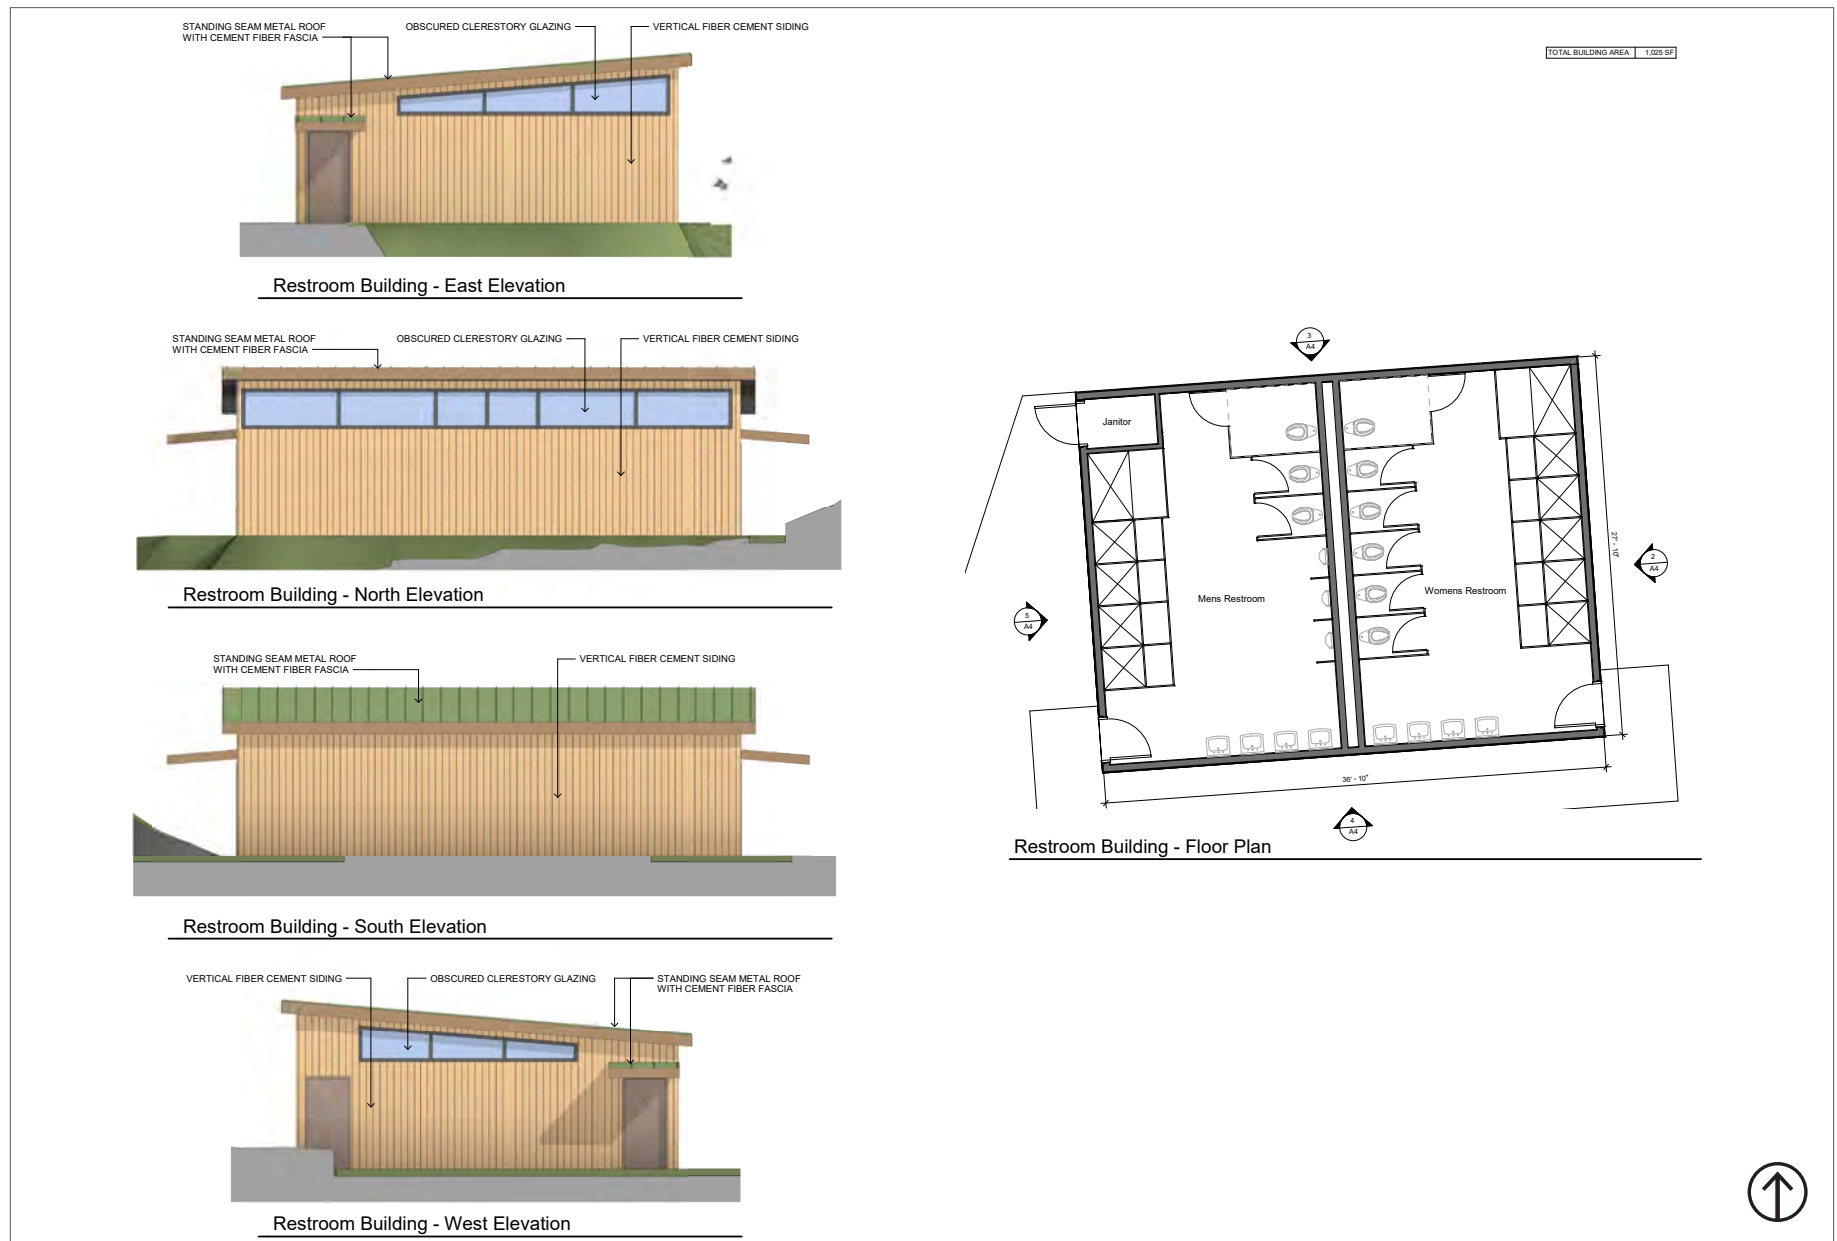 STANDING SEAM METAL ROOF
WITH CEMENT FIBER FASCIA
OBSCURED CLERESTORY GLAZING
VERTICAL FIBER CEMENT SIDING
Restroom Building - East Elevation
STANDING SEAM METAL ROOF
WITH CEMENT FIBER FASCIA
OBSCURED CLERESTORY GLAZING
VERTICAL FIBER CEMENT SIDING
Restroom Building - North Elevation
STANDING SEAM METAL ROOF
WITH CEMENT FIBER FASCIA
VERTICAL FIBER CEMENT SIDING
Restroom Building - South Elevation
VERTICAL FIBER CEMENT SIDING
OBSCURED CLERESTORY GLAZING
STANDING SEAM METAL ROOF
WITH CEMENT FIBER FASCIA
Restroom Building - West Elevation
TOTAL BUILDING AREA 1,025 SF
3
A4
Janitor
27' - 10"
2
A4
Mens Restroom
Womens Restroom
5
A4
36' - 10"
4
A4
Restroom Building - Floor Plan